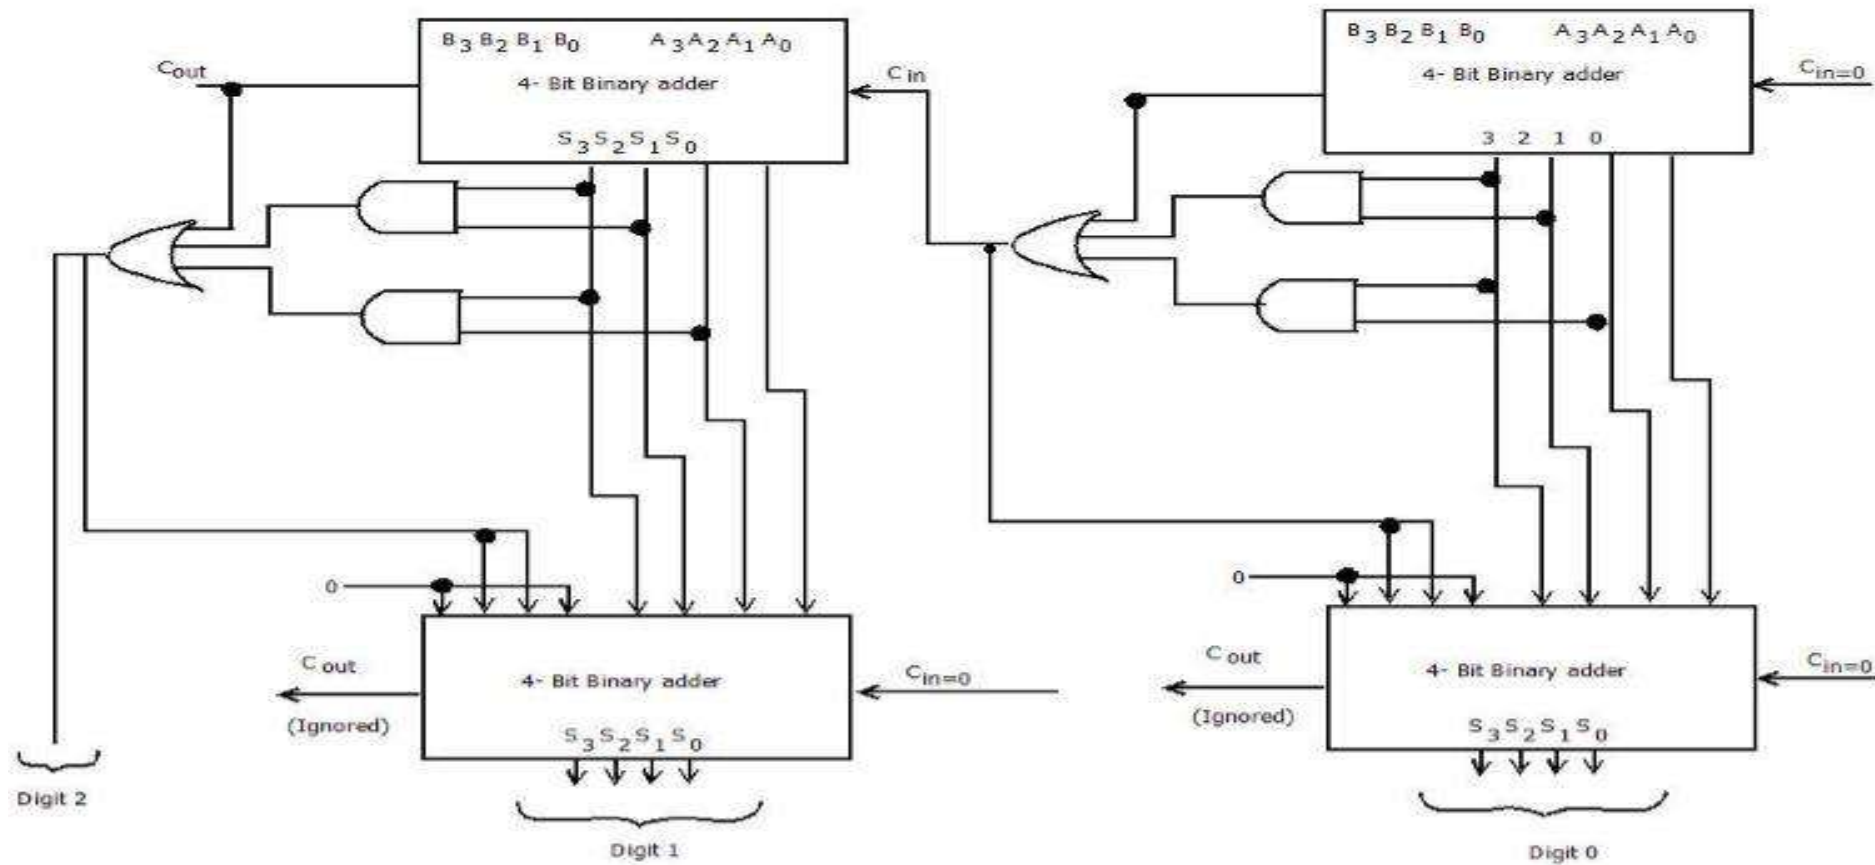 B3 B2 B1 B0 A3 A2 A1 A0
4- Bit Binary adder
S3 S2 S1 S0
Cout
Cin
B3 B2 B1 B0 A3 A2 A1 A0
4- Bit Binary adder
3 2 1 0
Cin=0
0
Cout
(Ignored)
4- Bit Binary adder
S3 S2 S1 S0
Cin=0
0
Cout
(Ignored)
4- Bit Binary adder
S3 S2 S1 S0
Cin=0
Digit 2
Digit 1
Digit 0